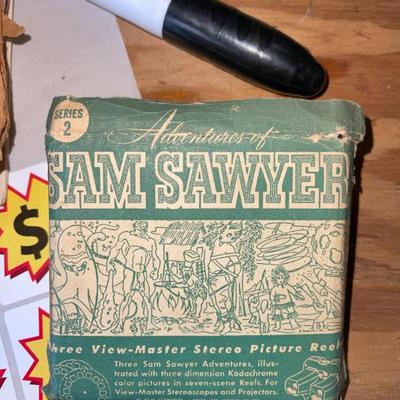 SERIES
2
Adventures of
SAM SAWYER
Three View-Master Stereo Picture Reels
Three Sam Sawyer Adventures, illus-
trated with three dimension Kodachrome
color pictures in seven-scene Reels. For
View-Master Stereoscopes and Projectors.
$